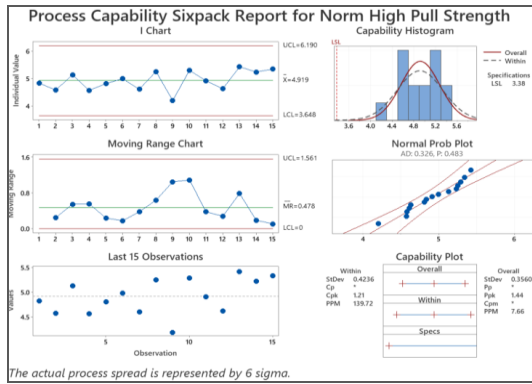 Process Capability Sixpack Report for Norm High Pull Strength
I Chart
Individual Value
6
5
4
UCL=6.190
X=4.919
LCL=3.648
1 2 3 4 5 6 7 8 9 10 11 12 13 14 15
Moving Range Chart
Moving Range
1.6
0.8
0.0
UCL=1.561
MR=0.478
LCL=0
1 2 3 4 5 6 7 8 9 10 11 12 13 14 15
Last 15 Observations
Values
5.5
5.0
4.5
5 10 15
Observation
Capability Histogram
LSL
Overall
Within
Specifications
LSL 3.38
3.6 4.2 4.8 5.4 6.0
Normal Prob Plot
AD: 0.326, P: 0.483
4 5 6
Capability Plot
Within
StDev 0.4236
Cp *
Cpk 1.21
PPM 139.72
Overall
Within
Specs
Overall
StDev 0.3560
Pp *
Ppk 1.44
Cpm *
PPM 7.66
The actual process spread is represented by 6 sigma.